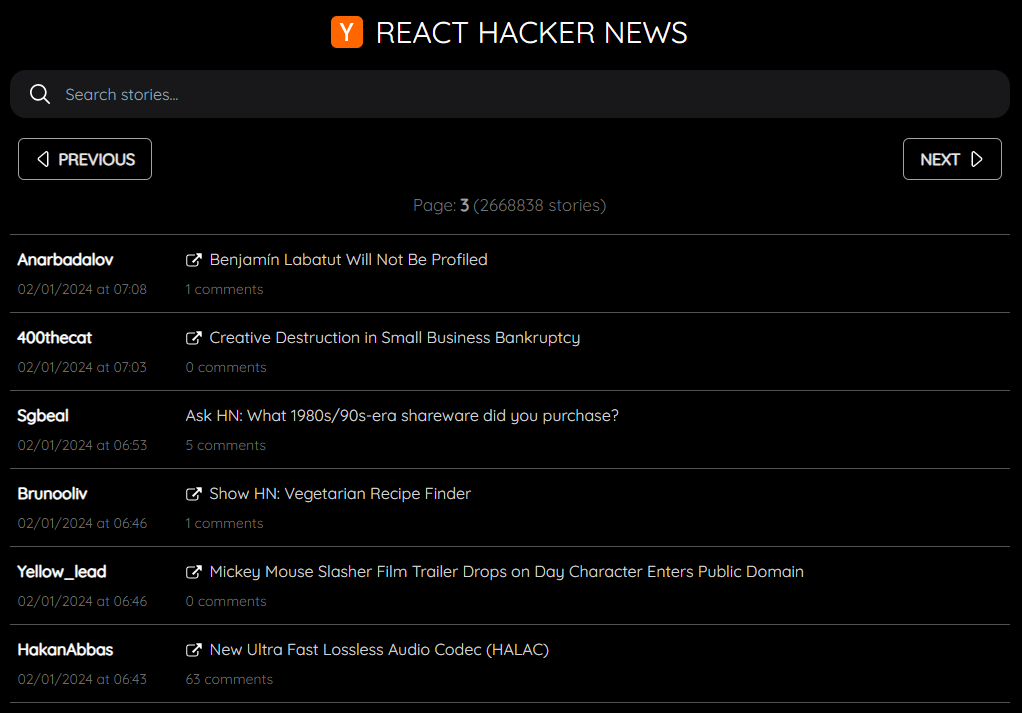 Y REACT HACKER NEWS
Search stories...
PREVIOUS
NEXT
Page: 3 (2668838 stories)
Anarbadalov
Benjamín Labatut Will Not Be Profiled
02/01/2024 at 07:08
1 comments
400thecat
Creative Destruction in Small Business Bankruptcy
02/01/2024 at 07:03
0 comments
Sgbeal
Ask HN: What 1980s/90s-era shareware did you purchase?
02/01/2024 at 06:53
5 comments
Brunooliv
Show HN: Vegetarian Recipe Finder
02/01/2024 at 06:46
1 comments
Yellow_lead
Mickey Mouse Slasher Film Trailer Drops on Day Character Enters Public Domain
02/01/2024 at 06:46
0 comments
HakanAbbas
New Ultra Fast Lossless Audio Codec (HALAC)
02/01/2024 at 06:43
63 comments